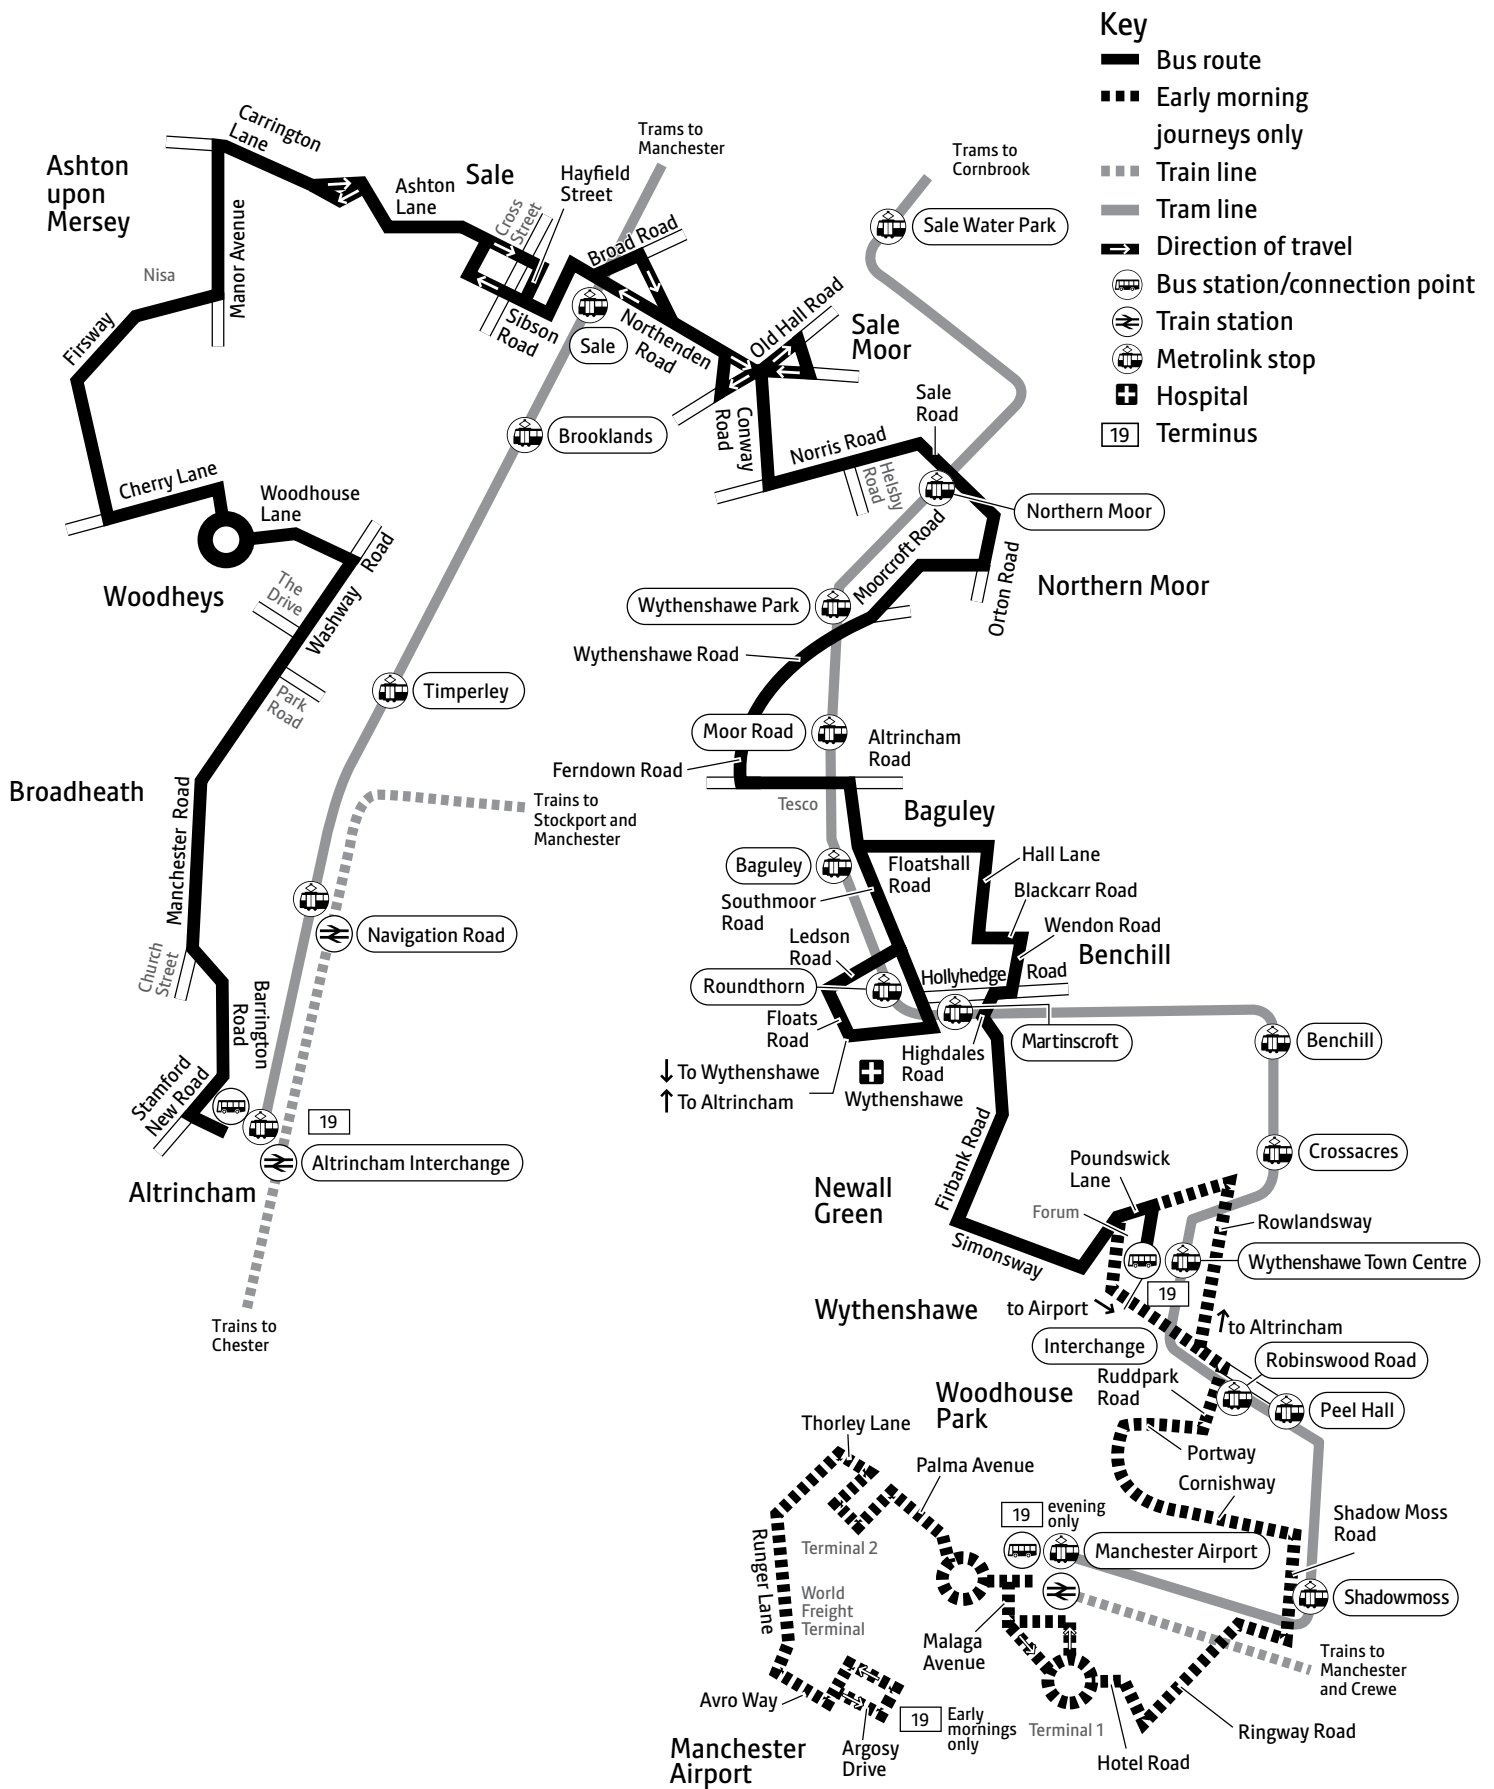 Key
Bus route
Early morning
journeys only
Train line
Tram line
Direction of travel
Bus station/connection point
Train station
Metrolink stop
Hospital
19 Terminus
Carrington
Lane
Ashton
upon
Mersey
Manor Avenue
Nisa
Firsway
Ashton
Lane
Sale
Cross
Street
Hayfield
Street
Trams to
Manchester
Broad Road
Sibson
Road
Sale
Northenden
Road
Old Hall Road
Sale
Moor
Trams to
Cornbrook
Sale Water Park
Brooklands
Conway
Road
Norris Road
Helsby
Road
Sale
Road
Northern Moor
Cherry Lane
Woodhouse
Lane
Woodheys
Washway Road
The
Drive
Park
Road
Moorcroft Road
Orton Road
Northern Moor
Wythenshawe Park
Wythenshawe Road
Timperley
Moor Road
Ferndown Road
Altrincham
Road
Tesco
Broadheath
Manchester Road
Trains to
Stockport and
Manchester
Baguley
Baguley
Floatshall
Road
Hall Lane
Blackcarr Road
Southmoor
Road
Wendon Road
Ledson
Road
Benchill
Navigation Road
Church
Street
Barrington
Road
Roundthorn
Hollyhedge Road
Floats
Road
Highdales
Road
Martinscroft
Benchill
To Wythenshawe
To Altrincham
Wythenshawe
Stamford
New Road
19
Altrincham Interchange
Altrincham
Trains to
Chester
Firbank Road
Newall
Green
Simonsway
Poundswick
Lane
Crossacres
Forum
Rowlandsway
Wythenshawe Town Centre
19
Wythenshawe
to Airport
to Altrincham
Interchange
Robinswood Road
Ruddpark
Road
Peel Hall
Woodhouse
Park
Portway
Cornishway
Thorley Lane
Palma Avenue
19 evening
only
Manchester Airport
Shadow Moss
Road
Shadowmoss
Terminal 2
Runger Lane
World
Freight
Terminal
Malaga
Avenue
Trains to
Manchester
and Crewe
Avro Way
19 Early
mornings
only
Argosy
Drive
Terminal 1
Hotel Road
Ringway Road
Manchester
Airport